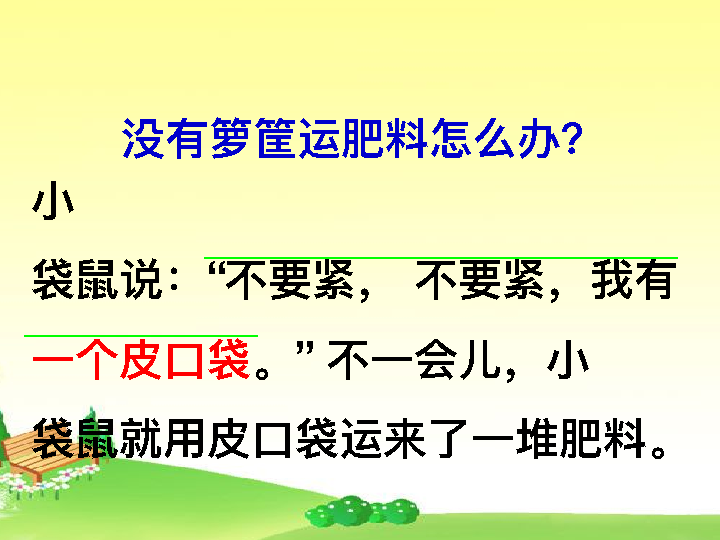 没有箩筐运肥料怎么办?
小
袋鼠说：“不要紧， 不要紧，我有
一个皮口袋。” 不一会儿，小
袋鼠就用皮口袋运来了一堆肥料。